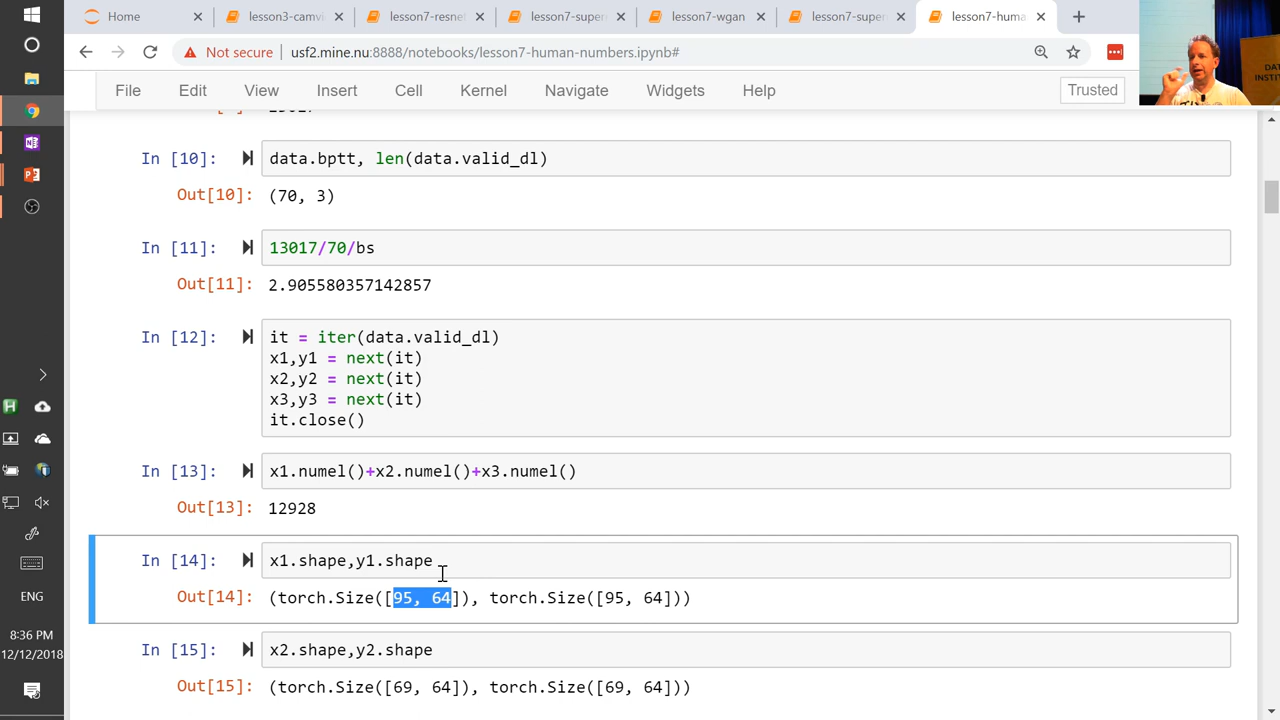 Home
lesson3-camvi
lesson7-resne
lesson7-super
lesson7-wgan
lesson7-super
lesson7-huma
Not secure
usf2.mine.nu:8888/notebooks/lesson7-human-numbers.ipynb#
File Edit View Insert Cell Kernel Navigate Widgets Help
Trusted
In [10]: data.bptt, len(data.valid_dl)
Out[10]: (70, 3)
In [11]: 13017/70/bs
Out[11]: 2.905580357142857
In [12]: it = iter(data.valid_dl)
x1,y1 = next(it)
x2,y2 = next(it)
x3,y3 = next(it)
it.close()
In [13]: x1.numel()+x2.numel()+x3.numel()
Out[13]: 12928
In [14]: x1.shape,y1.shape
Out[14]: (torch.Size([95, 64]), torch.Size([95, 64]))
In [15]: x2.shape,y2.shape
Out[15]: (torch.Size([69, 64]), torch.Size([69, 64]))
ENG
8:36 PM
12/12/2018